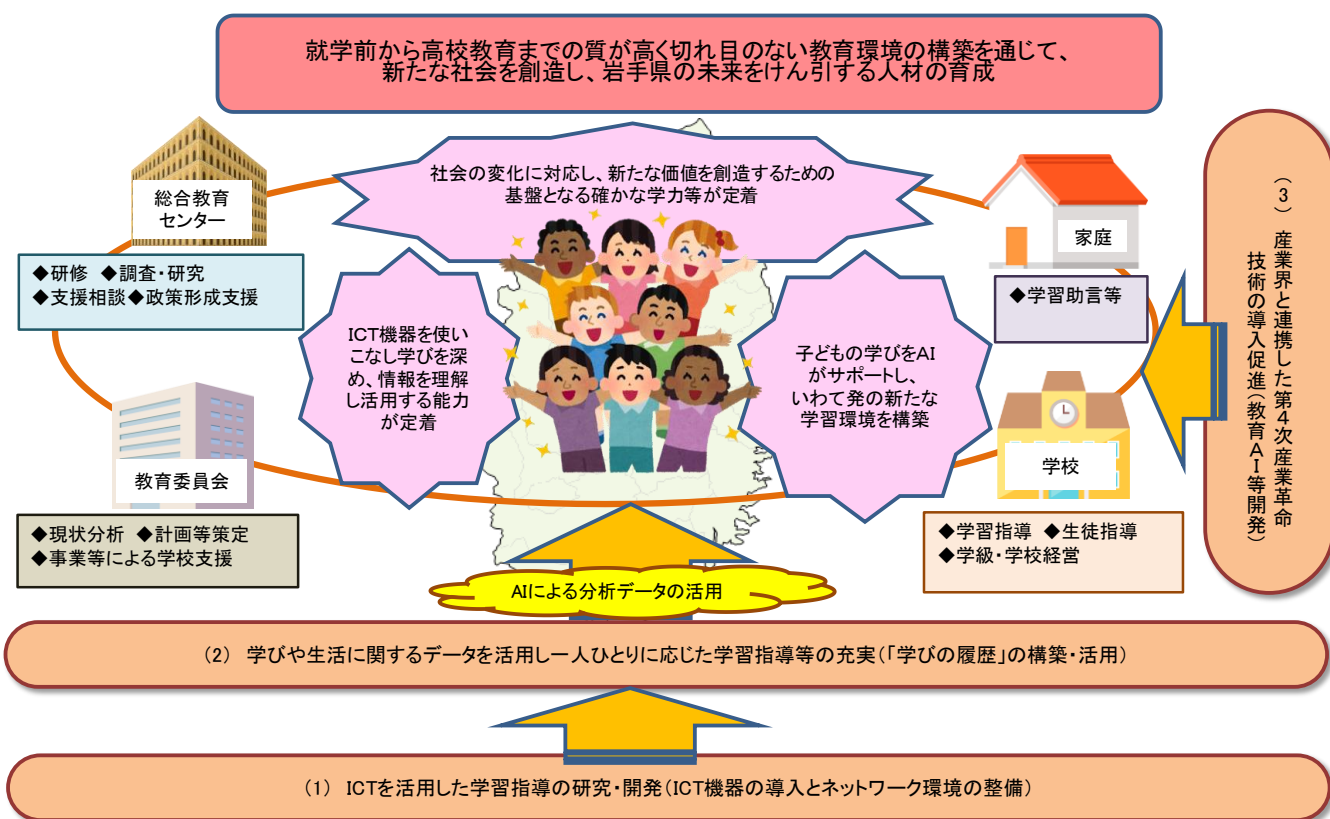 就学前から高校教育までの質が高く切れ目のない教育環境の構築を通じて、
新たな社会を創造し、岩手県の未来をけん引する人材の育成
社会の変化に対応し、新たな価値を創造するための
基盤となる確かな学力等が定着
総合教育
センター
◆研修 ◆調査・研究
◆支援相談◆政策形成支援
家庭
◆学習助言等
ICT機器を使い
こなし学びを深
め、情報を理解
し活用する能力
が定着
子どもの学びをAI
がサポートし、
いわて発の新たな
学習環境を構築
教育委員会
◆現状分析 ◆計画等策定
◆事業等による学校支援
学校
◆学習指導 ◆生徒指導
◆学級・学校経営
(3) 産業界と連携した第4次産業革命
技術の導入促進(教育AI等開発)
AIによる分析データの活用
(2) 学びや生活に関するデータを活用し一人ひとりに応じた学習指導等の充実(「学びの履歴」の構築・活用)
(1) ICTを活用した学習指導の研究・開発(ICT機器の導入とネットワーク環境の整備)